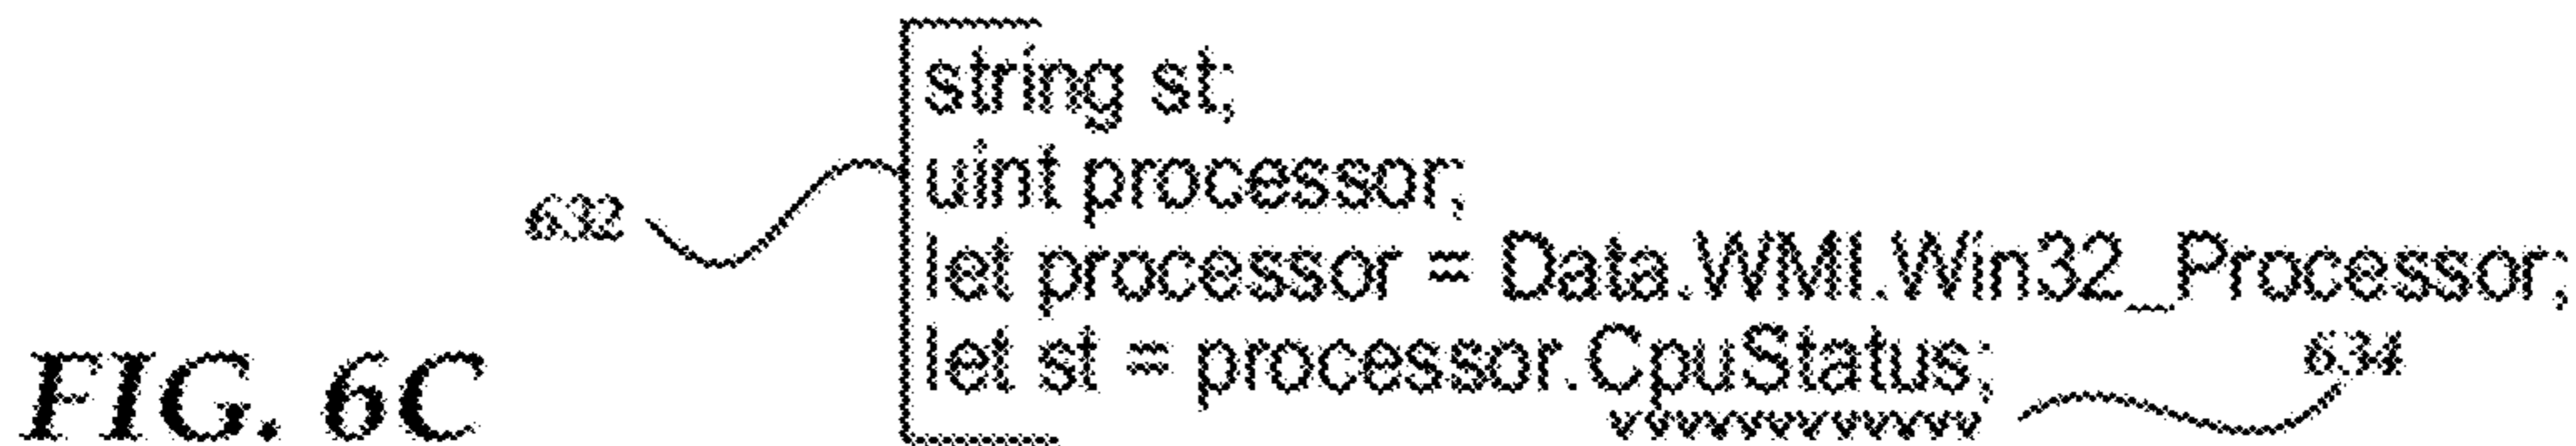 string st;
uint processor;
632
let processor = Data.WMI.Win32_Processor;
let st = processor.CpuStatus;
634
FIG. 6C